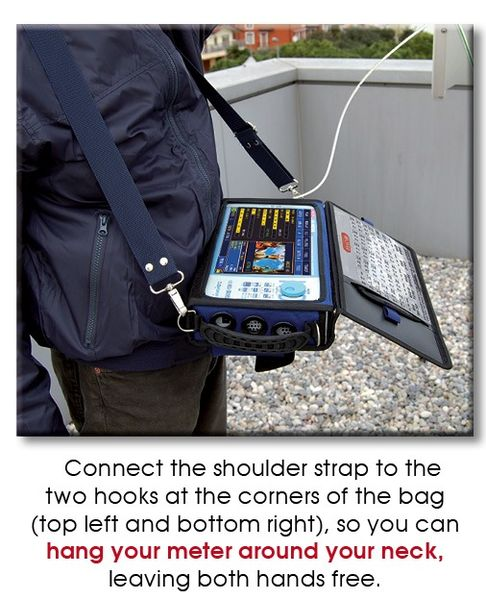 Connect the shoulder strap to the
two hooks at the corners of the bag
(top left and bottom right), so you can
hang your meter around your neck,
leaving both hands free.